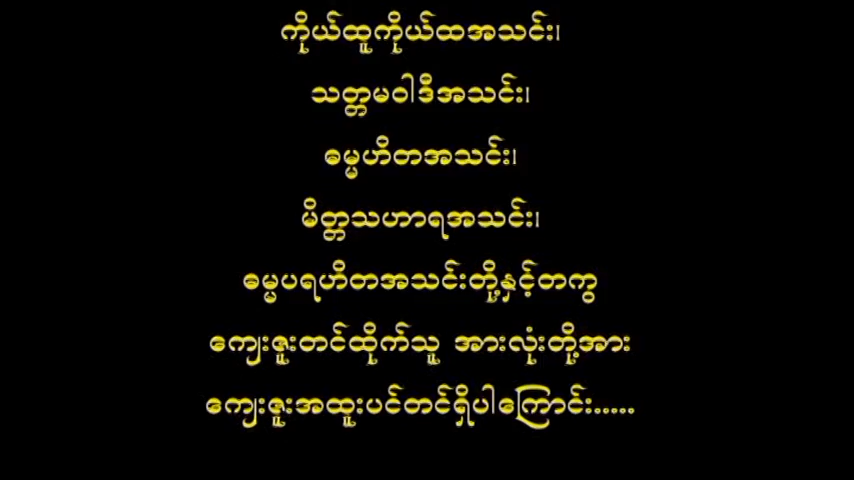 ကိုယ်ထူကိုယ်ထအသင်း၊
သတ္တမဝါဒီအသင်း၊
ဓမ္မဟိတအသင်း၊
မိတ္တသဟာရအသင်း၊
ဓမ္မပရဟိတအသင်းတို့နှင့်တကွ
ကျေးဇူးတင်ထိုက်သူ အားလုံးတို့အား
ကျေးဇူးအထူးပင်တင်ရှိပါကြောင်း.....